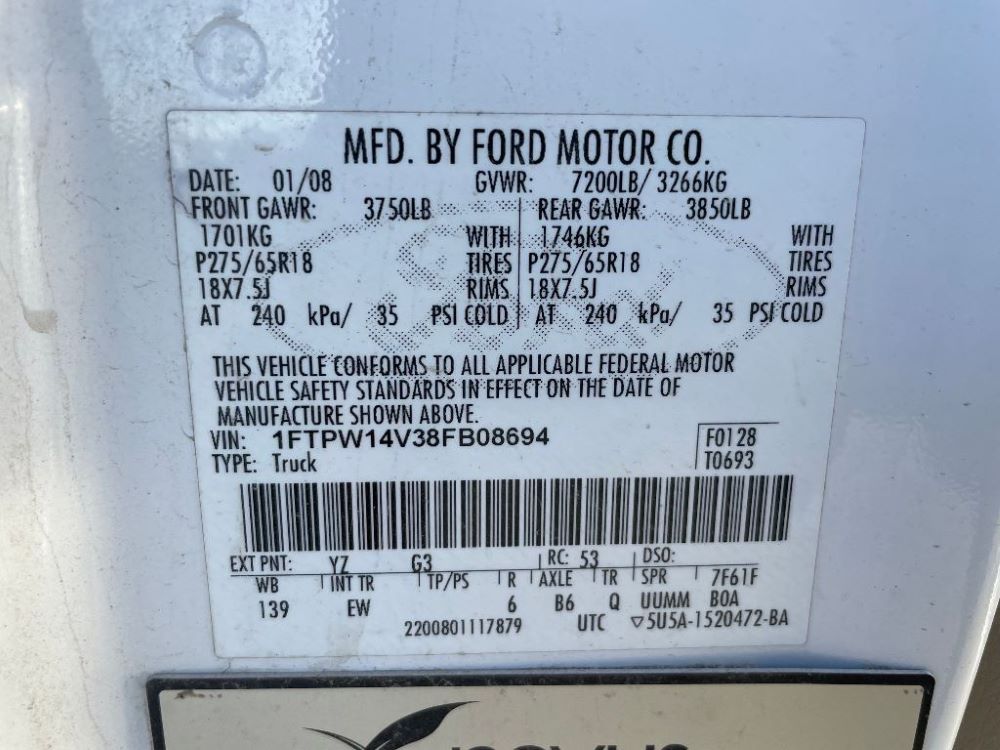 MFD. BY FORD MOTOR CO.
DATE: 01/08 GVWR: 7200LB/ 3266KG
FRONT GAWR: 3750LB REAR GAWR: 3850LB
1701KG WITH 1746KG WITH
P275/65R18 TIRES P275/65R18 TIRES
18X7.5J RIMS 18X7.5J RIMS
AT 240 kPa/ 35 PSI COLD AT 240 kPa/ 35 PSI COLD
THIS VEHICLE CONFORMS TO ALL APPLICABLE FEDERAL MOTOR
VEHICLE SAFETY STANDARDS IN EFFECT ON THE DATE OF
MANUFACTURE SHOWN ABOVE.
VIN: 1FTPW14V38FB08694 F0128
TYPE: Truck T0693
EXT PNT: YZ G3 RC: 53 DSO:
WB INT TR TP/PS R AXLE TR SPR 7F61F
139 EW 6 B6 Q UUMM BOA
2200801117879 UTC ▽5U5A-1520472-BA